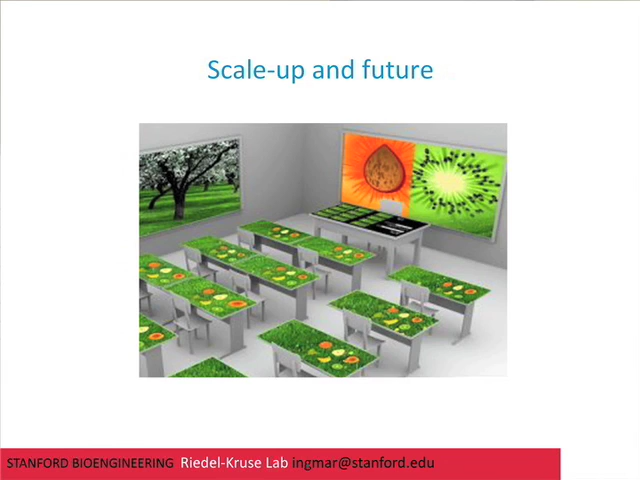 Scale-up and future
STANFORD BIOENGINEERING Riedel-Kruse Lab ingmar@stanford.edu